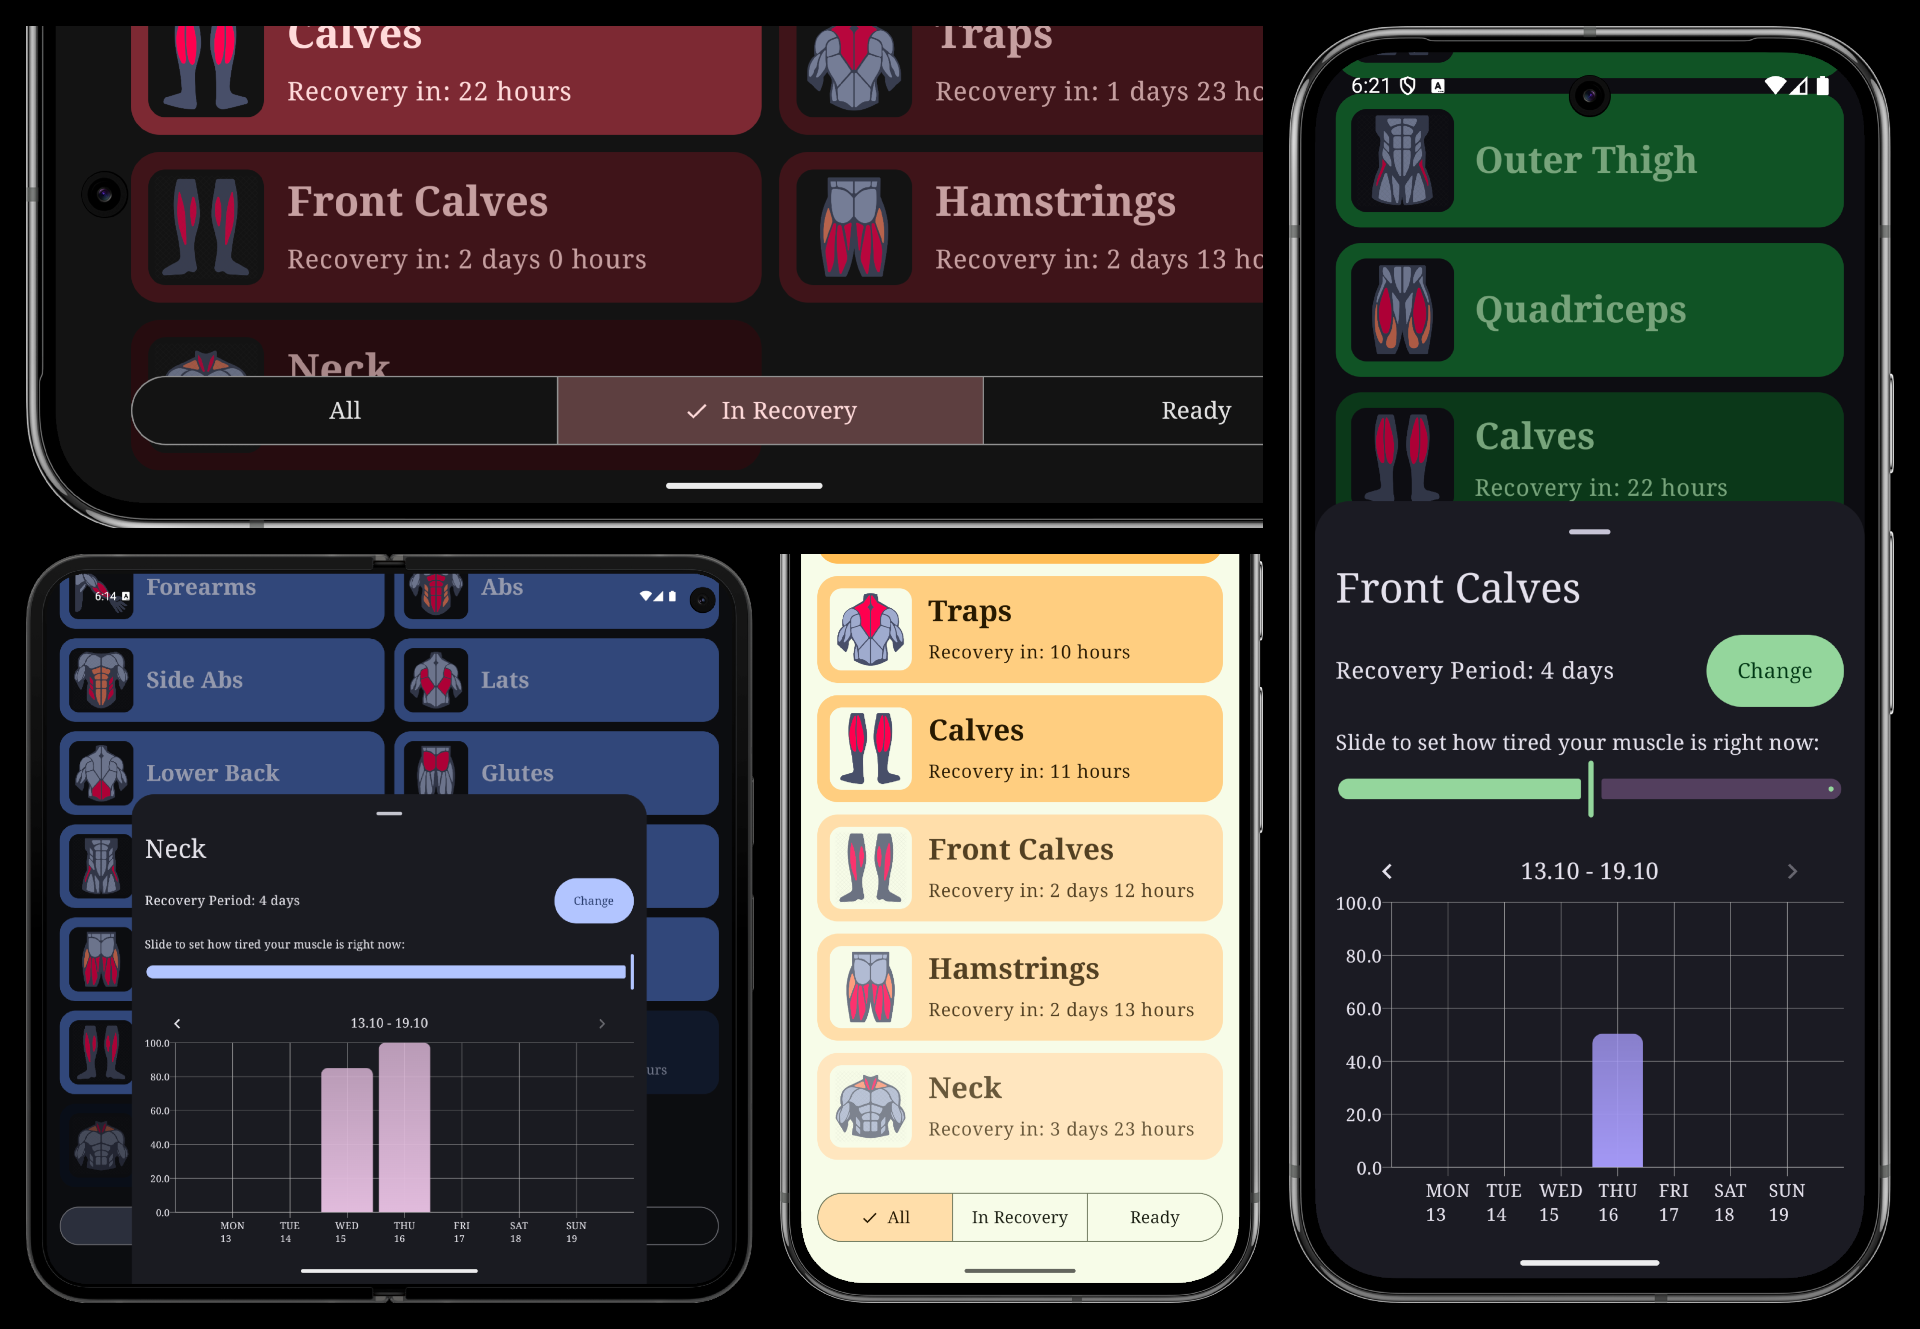 Calves
Recovery in: 22 hours
Traps
Recovery in: 1 days 23 ho
Front Calves
Recovery in: 2 days 0 hours
Hamstrings
Recovery in: 2 days 13 ho
Neck
All
In Recovery
Ready
6:14
Forearms
Abs
Side Abs
Lats
Lower Back
Glutes
urs
Neck
Recovery Period: 4 days
Change
Slide to set how tired your muscle is right now:
13.10 - 19.10
100.0
80.0
60.0
40.0
20.0
0.0
MON TUE WED THU FRI SAT SUN
13 14 15 16 17 18 19
Traps
Recovery in: 10 hours
Calves
Recovery in: 11 hours
Front Calves
Recovery in: 2 days 12 hours
Hamstrings
Recovery in: 2 days 13 hours
Neck
Recovery in: 3 days 23 hours
All
In Recovery
Ready
6:21
Outer Thigh
Quadriceps
Calves
Recovery in: 22 hours
Front Calves
Recovery Period: 4 days
Change
Slide to set how tired your muscle is right now:
13.10 - 19.10
100.0
80.0
60.0
40.0
20.0
0.0
MON TUE WED THU FRI SAT SUN
13 14 15 16 17 18 19